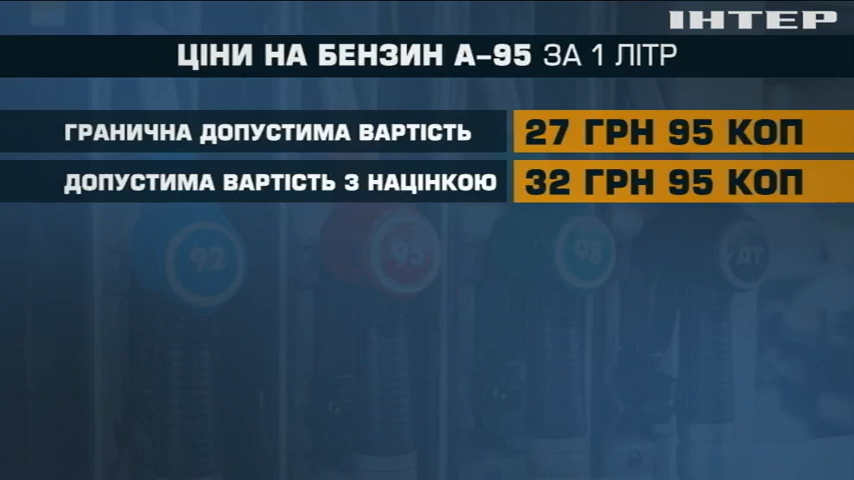 ІНТЕР
ЦІНИ НА БЕНЗИН А-95 ЗА 1 ЛІТР
ГРАНИЧНА ДОПУСТИМА ВАРТІСТЬ 27 ГРН 95 КОП
ДОПУСТИМА ВАРТІСТЬ З НАЦІНКОЮ 32 ГРН 95 КОП
92 95 98 ДТ